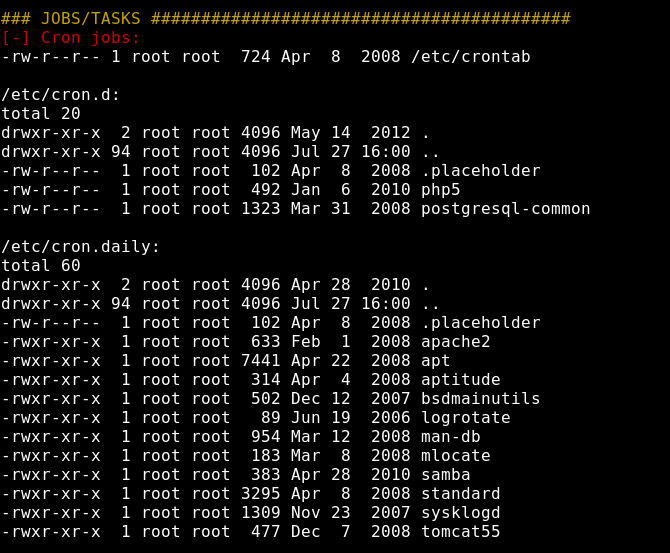 ### JOBS/TASKS ##########################################
[-] Cron jobs:
-rw-r--r-- 1 root root  724 Apr  8  2008 /etc/crontab

/etc/cron.d:
total 20
drwxr-xr-x  2 root root 4096 May 14  2012 .
drwxr-xr-x 94 root root 4096 Jul 27 16:00 ..
-rw-r--r--  1 root root  102 Apr  8  2008 .placeholder
-rw-r--r--  1 root root  492 Jan  6  2010 php5
-rw-r--r--  1 root root 1323 Mar 31  2008 postgresql-common

/etc/cron.daily:
total 60
drwxr-xr-x  2 root root 4096 Apr 28  2010 .
drwxr-xr-x 94 root root 4096 Jul 27 16:00 ..
-rw-r--r--  1 root root  102 Apr  8  2008 .placeholder
-rwxr-xr-x  1 root root  633 Feb  1  2008 apache2
-rwxr-xr-x  1 root root 7441 Apr 22  2008 apt
-rwxr-xr-x  1 root root  314 Apr  4  2008 aptitude
-rwxr-xr-x  1 root root  502 Dec 12  2007 bsdmainutils
-rwxr-xr-x  1 root root   89 Jun 19  2006 logrotate
-rwxr-xr-x  1 root root  954 Mar 12  2008 man-db
-rwxr-xr-x  1 root root  183 Mar  8  2008 mlocate
-rwxr-xr-x  1 root root  383 Apr 28  2010 samba
-rwxr-xr-x  1 root root 3295 Apr  8  2008 standard
-rwxr-xr-x  1 root root 1309 Nov 23  2007 sysklogd
-rwxr-xr-x  1 root root  477 Dec  7  2008 tomcat55